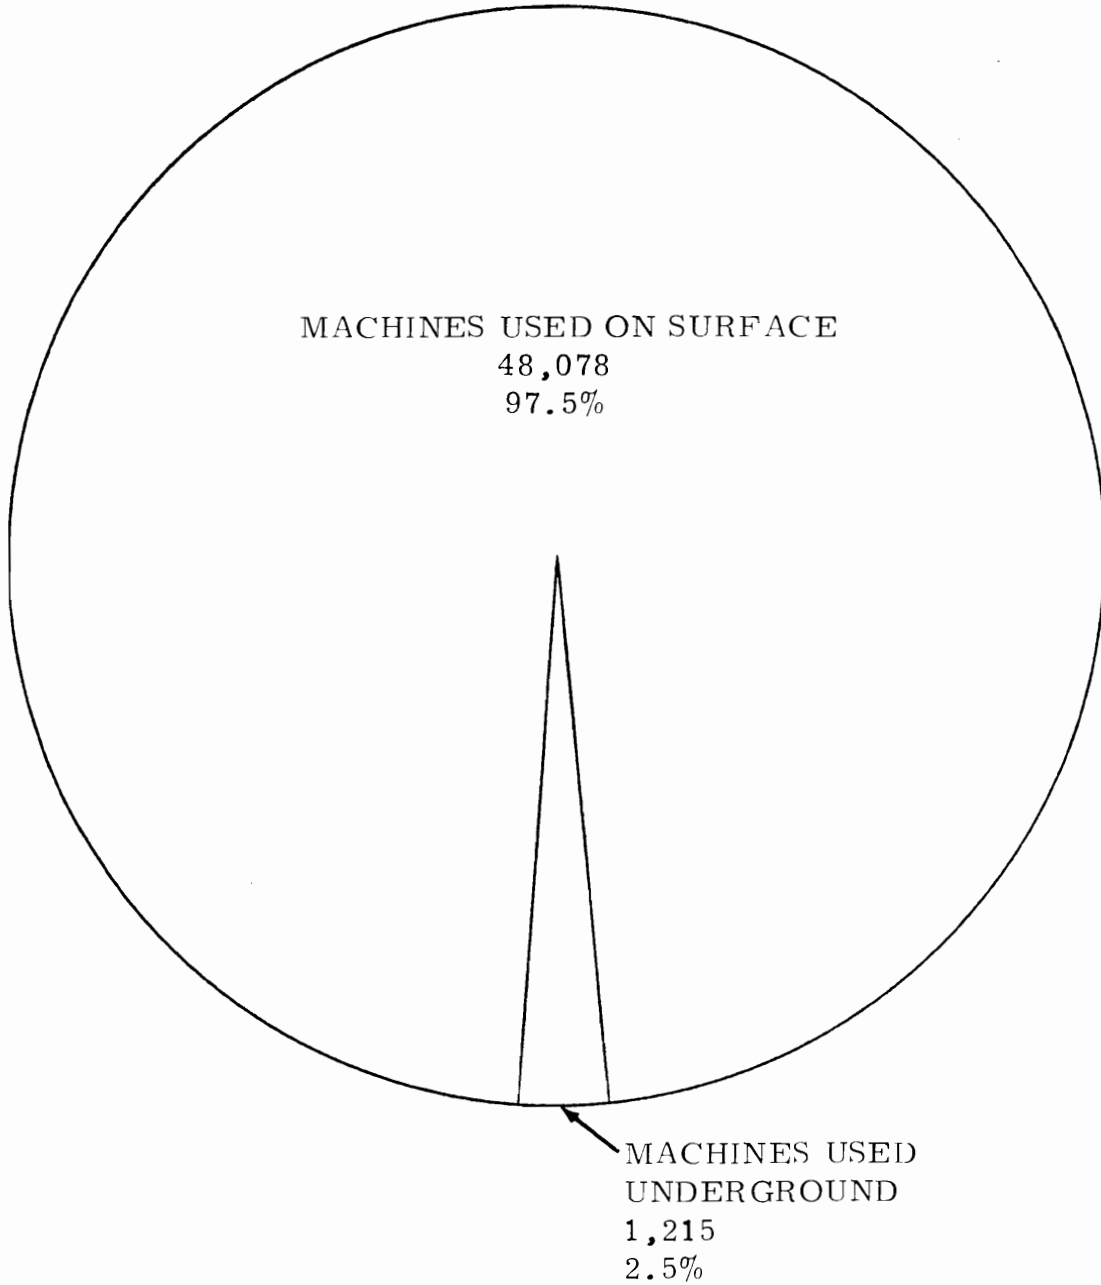 MACHINES USED ON SURFACE
48,078
97.5%
MACHINES USED
UNDERGROUND
1,215
2.5%